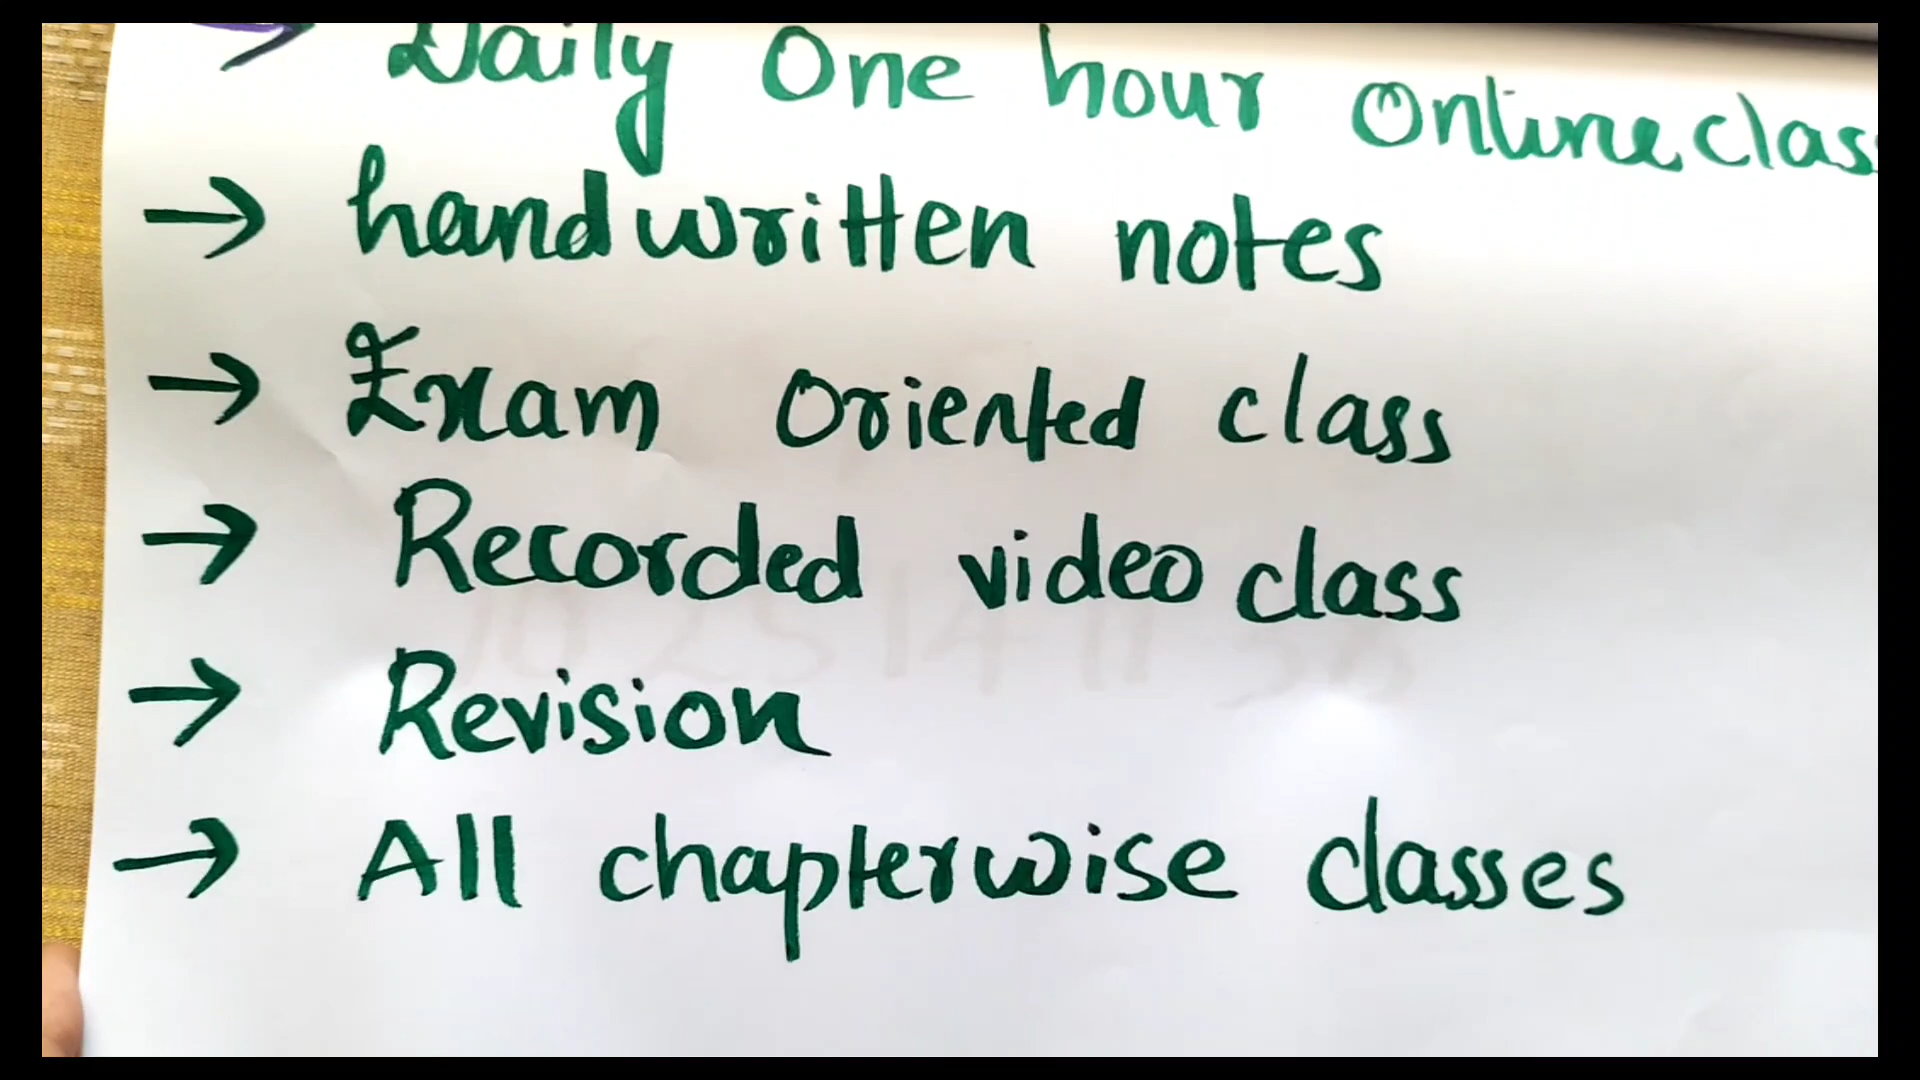 → Daily One hour Online clas
→ handwritten notes
→ Exam Oriented class
→ Recorded video class
→ Revision
→ All chapterwise classes